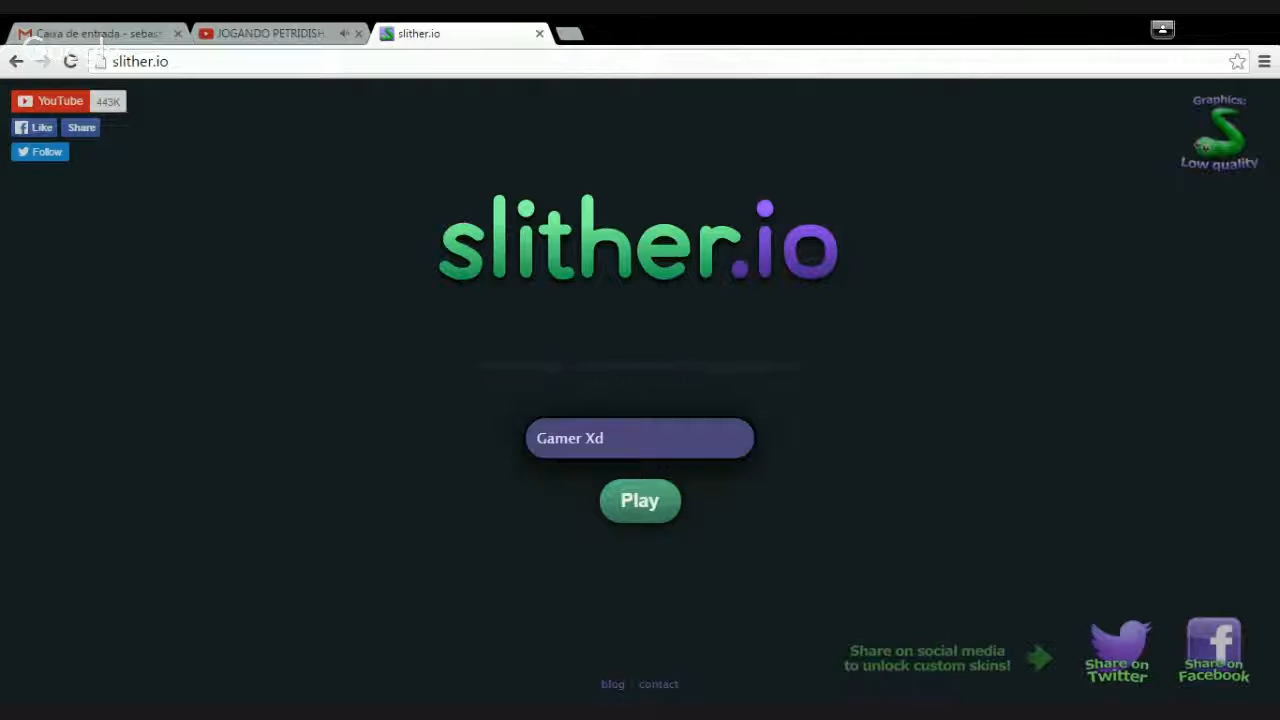 Caixa de entrada - sebas
JOGANDO PETRIDISH
slither.io
slither.io
YouTube 443K
Like Share
Follow
Graphics:
Low quality
slither.io
Gamer Xd
Play
Share on social media
to unlock custom skins!
Share on
Twitter
Share on
Facebook
blog
contact